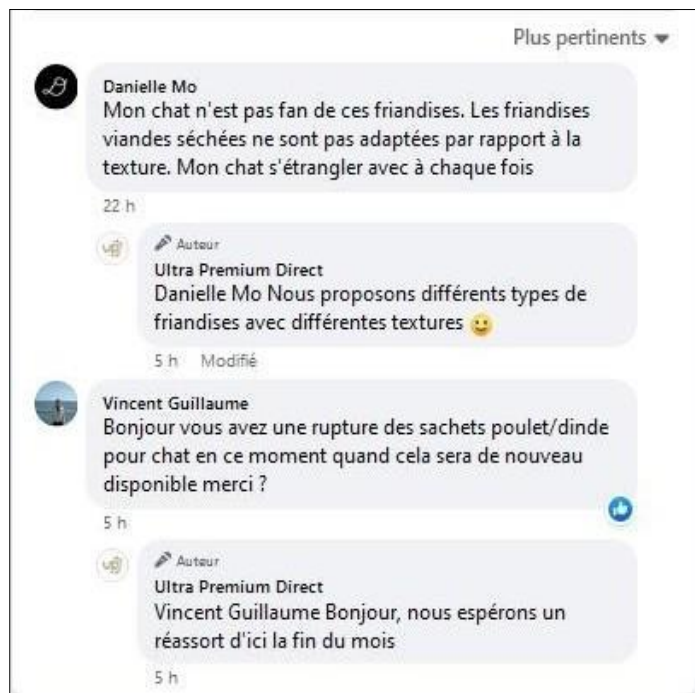 Plus pertinents
Danielle Mo
Mon chat n'est pas fan de ces friandises. Les friandises
viandes séchées ne sont pas adaptées par rapport à la
texture. Mon chat s'étrangler avec à chaque fois
22 h
Auteur
Ultra Premium Direct
Danielle Mo Nous proposons différents types de
friandises avec différentes textures
5 h Modifié
Vincent Guillaume
Bonjour vous avez une rupture des sachets poulet/dinde
pour chat en ce moment quand cela sera de nouveau
disponible merci ?
5 h
Auteur
Ultra Premium Direct
Vincent Guillaume Bonjour, nous espérons un
réassort d'ici la fin du mois
5 h